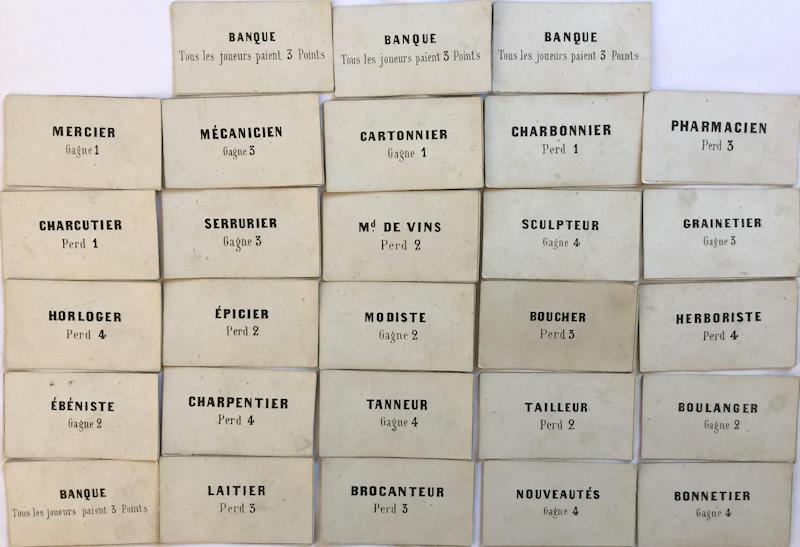 BANQUE
Tous les joueurs paient 3 Points
BANQUE
Tous les joueurs paient 3 Points
BANQUE
Tous les joueurs paient 3 Points
MERCIER
Gagne 1
MÉCANICIEN
Gagne 3
CARTONNIER
Gagne 1
CHARBONNIER
Perd 1
PHARMACIEN
Perd 3
CHARCUTIER
Perd 1
SERRURIER
Gagne 3
Md DE VINS
Perd 2
SCULPTEUR
Gagne 4
GRAINETIER
Gagne 3
HORLOGER
Perd 4
ÉPICIER
Perd 2
MODISTE
Gagne 2
BOUCHER
Perd 3
HERBORISTE
Perd 4
ÉBÉNISTE
Gagne 2
CHARPENTIER
Perd 4
TANNEUR
Gagne 4
TAILLEUR
Perd 2
BOULANGER
Gagne 2
BANQUE
Tous les joueurs paient 3 Points
LAITIER
Perd 3
BROCANTEUR
Perd 3
NOUVEAUTÉS
Gagne 4
BONNETIER
Gagne 4